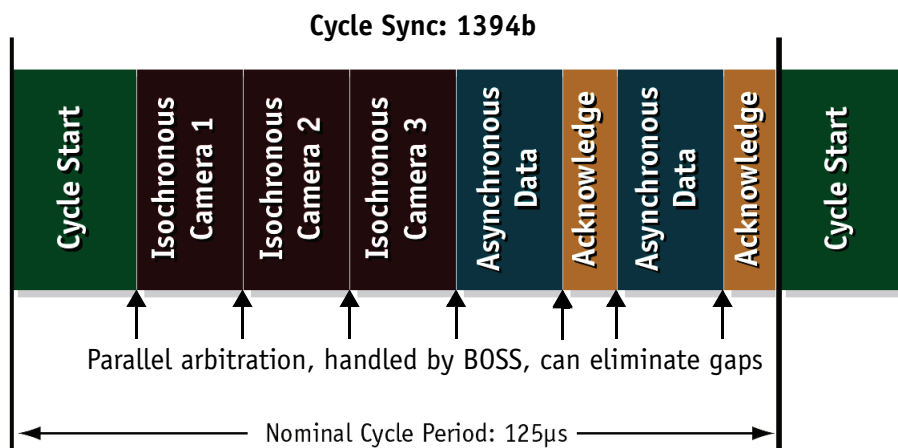 Cycle Sync: 1394b
Cycle Start
Isochronous
Camera 1
Isochronous
Camera 2
Isochronous
Camera 3
Asynchronous
Data
Acknowledge
Asynchronous
Data
Acknowledge
Cycle Start
Parallel arbitration, handled by BOSS, can eliminate gaps
Nominal Cycle Period: 125µs